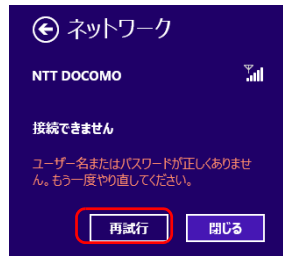 ネットワーク
NTT DOCOMO
接続できません
ユーザー名またはパスワードが正しくありませ
ん。もう一度やり直してください。
再試行 閉じる